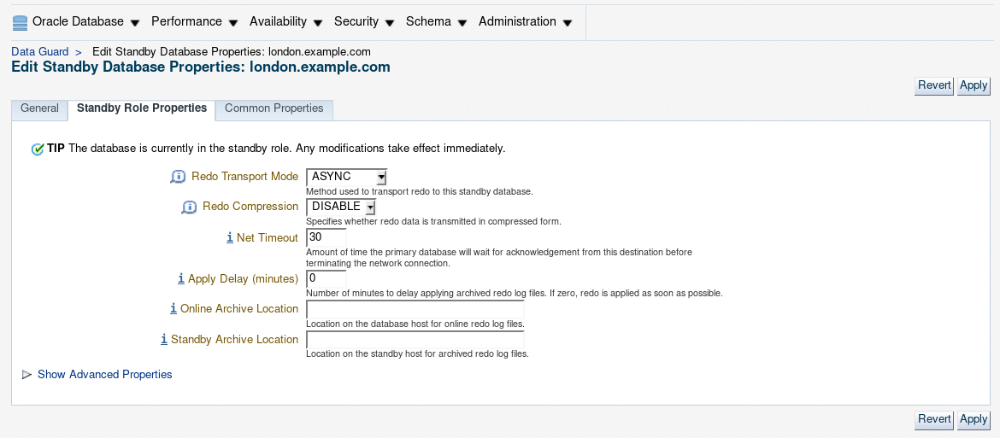 Oracle Database Performance Availability Security Schema Administration
Data Guard > Edit Standby Database Properties: london.example.com
Edit Standby Database Properties: london.example.com
Revert Apply
General Standby Role Properties Common Properties
TIP The database is currently in the standby role. Any modifications take effect immediately.
Redo Transport Mode ASYNC
Method used to transport redo to this standby database.
Redo Compression DISABLE
Specifies whether redo data is transmitted in compressed form.
Net Timeout 30
Amount of time the primary database will wait for acknowledgement from this destination before
terminating the network connection.
Apply Delay (minutes) 0
Number of minutes to delay applying archived redo log files. If zero, redo is applied as soon as possible.
Online Archive Location
Location on the database host for online redo log files.
Standby Archive Location
Location on the standby host for archived redo log files.
Show Advanced Properties
Revert Apply